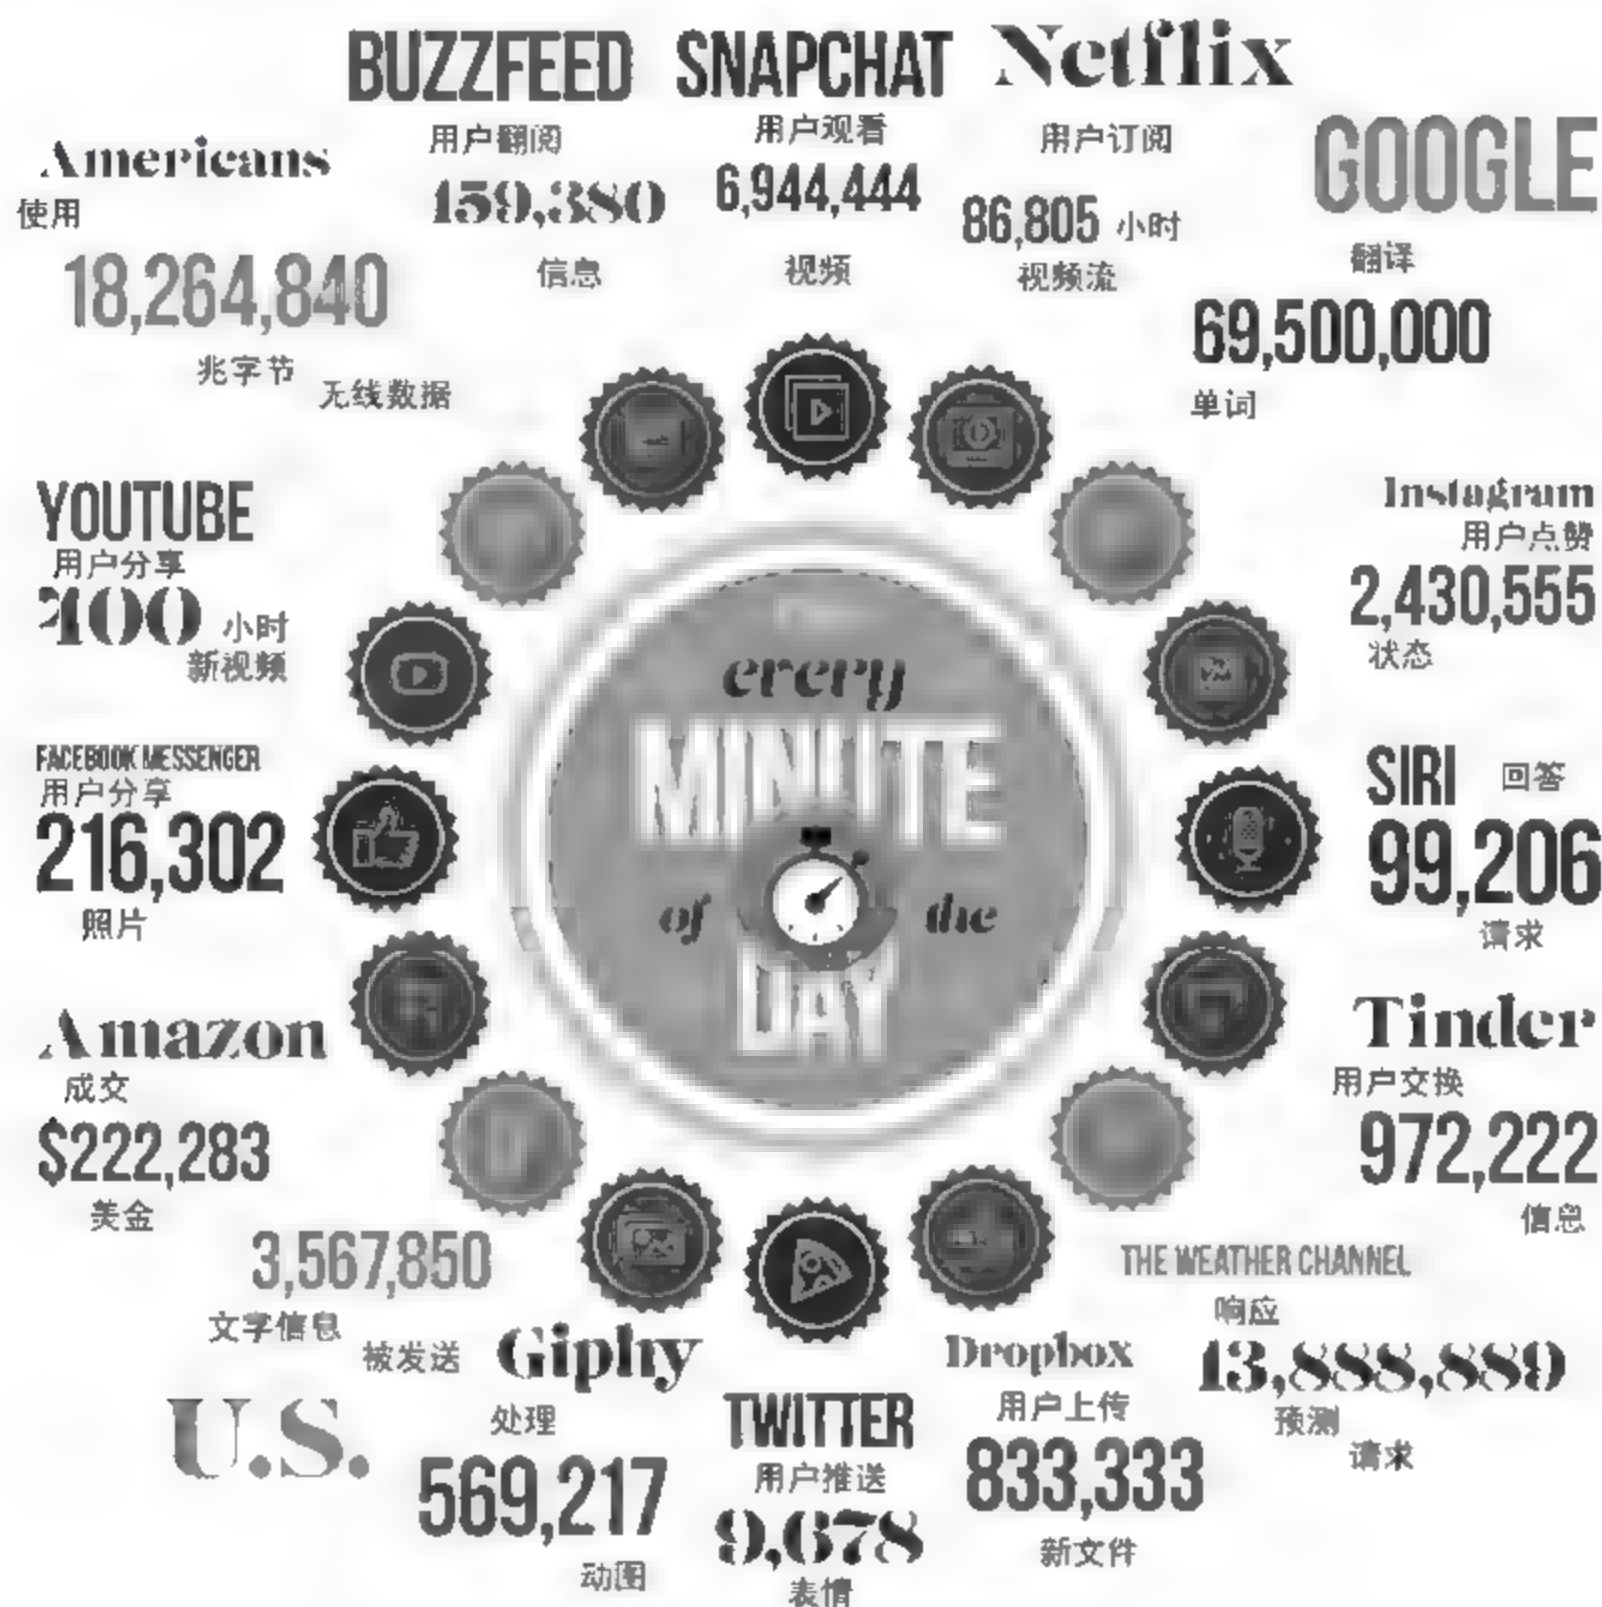 BUZZFEED
用户翻阅
159,380
信息
SNAPCHAT
用户观看
6,944,444
视频
Netflix
用户订阅
86,805 小时
视频流
GOOGLE
翻译
69,500,000
单词
Americans
使用
18,264,840
兆字节
无线数据
YOUTUBE
用户分享
400 小时
新视频
Instagram
用户点赞
2,430,555
状态
FACEBOOK MESSENGER
用户分享
216,302
照片
every
MINUTE
of the
DAY
SIRI 回答
99,206
请求
Amazon
成交
$222,283
美金
Tinder
用户交换
972,222
信息
3,567,850
文字信息
被发送
U.S.
Giphy
处理
569,217
动图
TWITTER
用户推送
9,678
表情
Dropbox
用户上传
833,333
新文件
THE WEATHER CHANNEL
响应
13,888,889
预测
请求